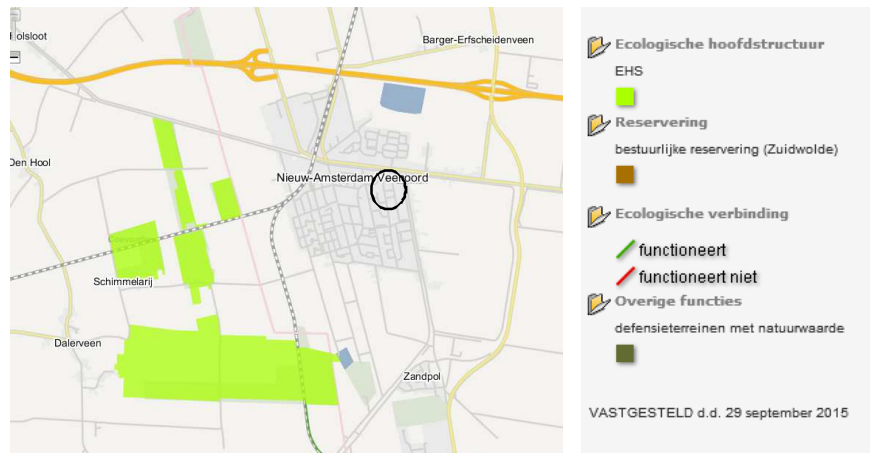 olsloot
Barger-Erfscheidenveen
Den Hool
Nieuw-Amsterdam/Veenoord
Schimmelarij
Dalerveen
Zandpol
Ecologische hoofdstructuur
EHS
Reservering
bestuurlijke reservering (Zuidwolde)
Ecologische verbinding
functioneert
functioneert niet
Overige functies
defensieterreinen met natuurwaarde
VASTGESTELD d.d. 29 september 2015